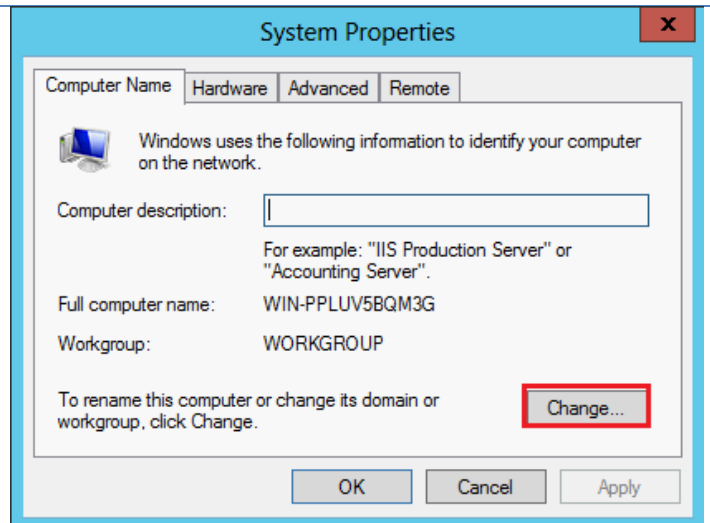 System Properties
x
Computer Name Hardware Advanced Remote
Windows uses the following information to identify your computer
on the network.
Computer description:
For example: "IIS Production Server" or
"Accounting Server".
Full computer name: WIN-PPLUV5BQM3G
Workgroup: WORKGROUP
To rename this computer or change its domain or
workgroup, click Change.
Change...
OK Cancel Apply